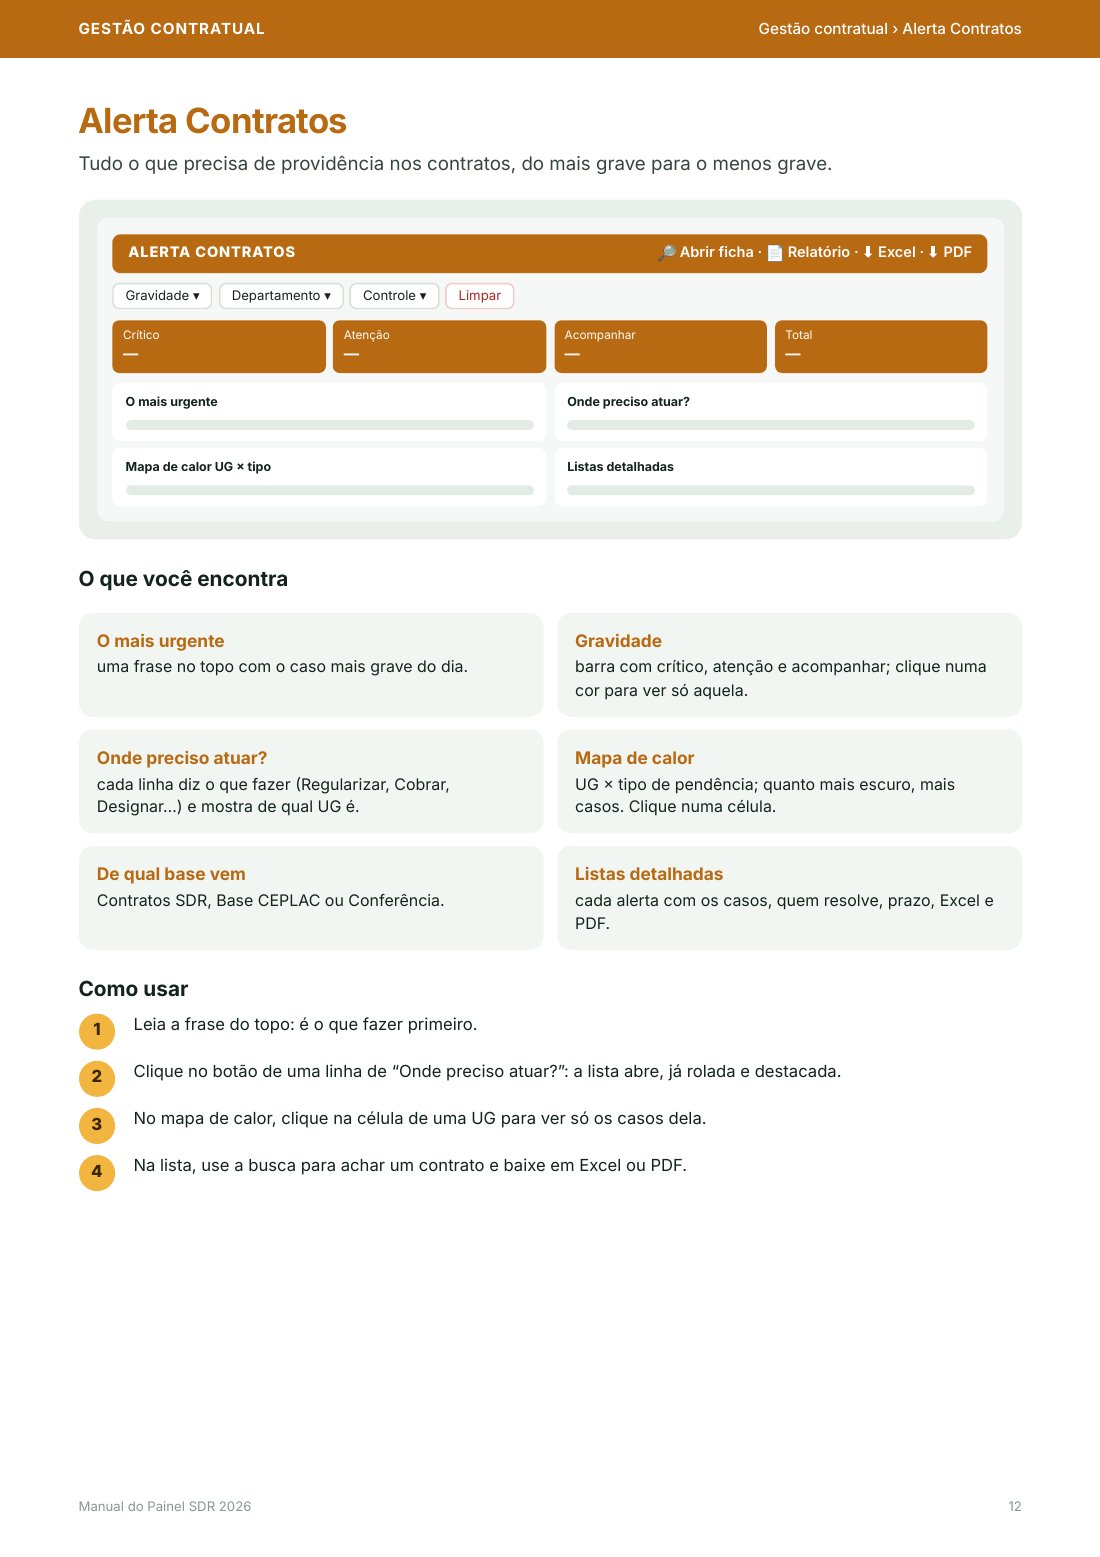 GESTÃO CONTRATUAL
Gestão contratual › Alerta Contratos
Alerta Contratos
Tudo o que precisa de providência nos contratos, do mais grave para o menos grave.
ALERTA CONTRATOS
🔎 Abrir ficha · 📄 Relatório · ⬇ Excel · ⬇ PDF
Gravidade ▾
Departamento ▾
Controle ▾
Limpar
Crítico
—
Atenção
—
Acompanhar
—
Total
—
O mais urgente
Onde preciso atuar?
Mapa de calor UG × tipo
Listas detalhadas
O que você encontra
O mais urgente
uma frase no topo com o caso mais grave do dia.
Gravidade
barra com crítico, atenção e acompanhar; clique numa
cor para ver só aquela.
Onde preciso atuar?
cada linha diz o que fazer (Regularizar, Cobrar,
Designar…) e mostra de qual UG é.
Mapa de calor
UG × tipo de pendência; quanto mais escuro, mais
casos. Clique numa célula.
De qual base vem
Contratos SDR, Base CEPLAC ou Conferência.
Listas detalhadas
cada alerta com os casos, quem resolve, prazo, Excel e
PDF.
Como usar
1 Leia a frase do topo: é o que fazer primeiro.
2 Clique no botão de uma linha de “Onde preciso atuar?”: a lista abre, já rolada e destacada.
3 No mapa de calor, clique na célula de uma UG para ver só os casos dela.
4 Na lista, use a busca para achar um contrato e baixe em Excel ou PDF.
Manual do Painel SDR 2026
12